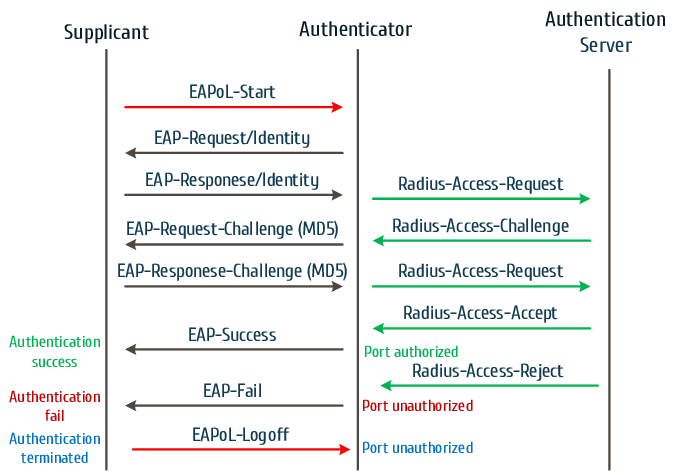 Supplicant
Authenticator
Authentication
Server
EAPoL-Start
EAP-Request/Identity
EAP-Responese/Identity
Radius-Access-Request
EAP-Request-Challenge (MD5)
Radius-Access-Challenge
EAP-Responese-Challenge (MD5)
Radius-Access-Request
Radius-Access-Accept
Authentication
success
EAP-Success
Port authorized
Radius-Access-Reject
Authentication
fail
EAP-Fail
Port unauthorized
Authentication
terminated
EAPoL-Logoff
Port unauthorized